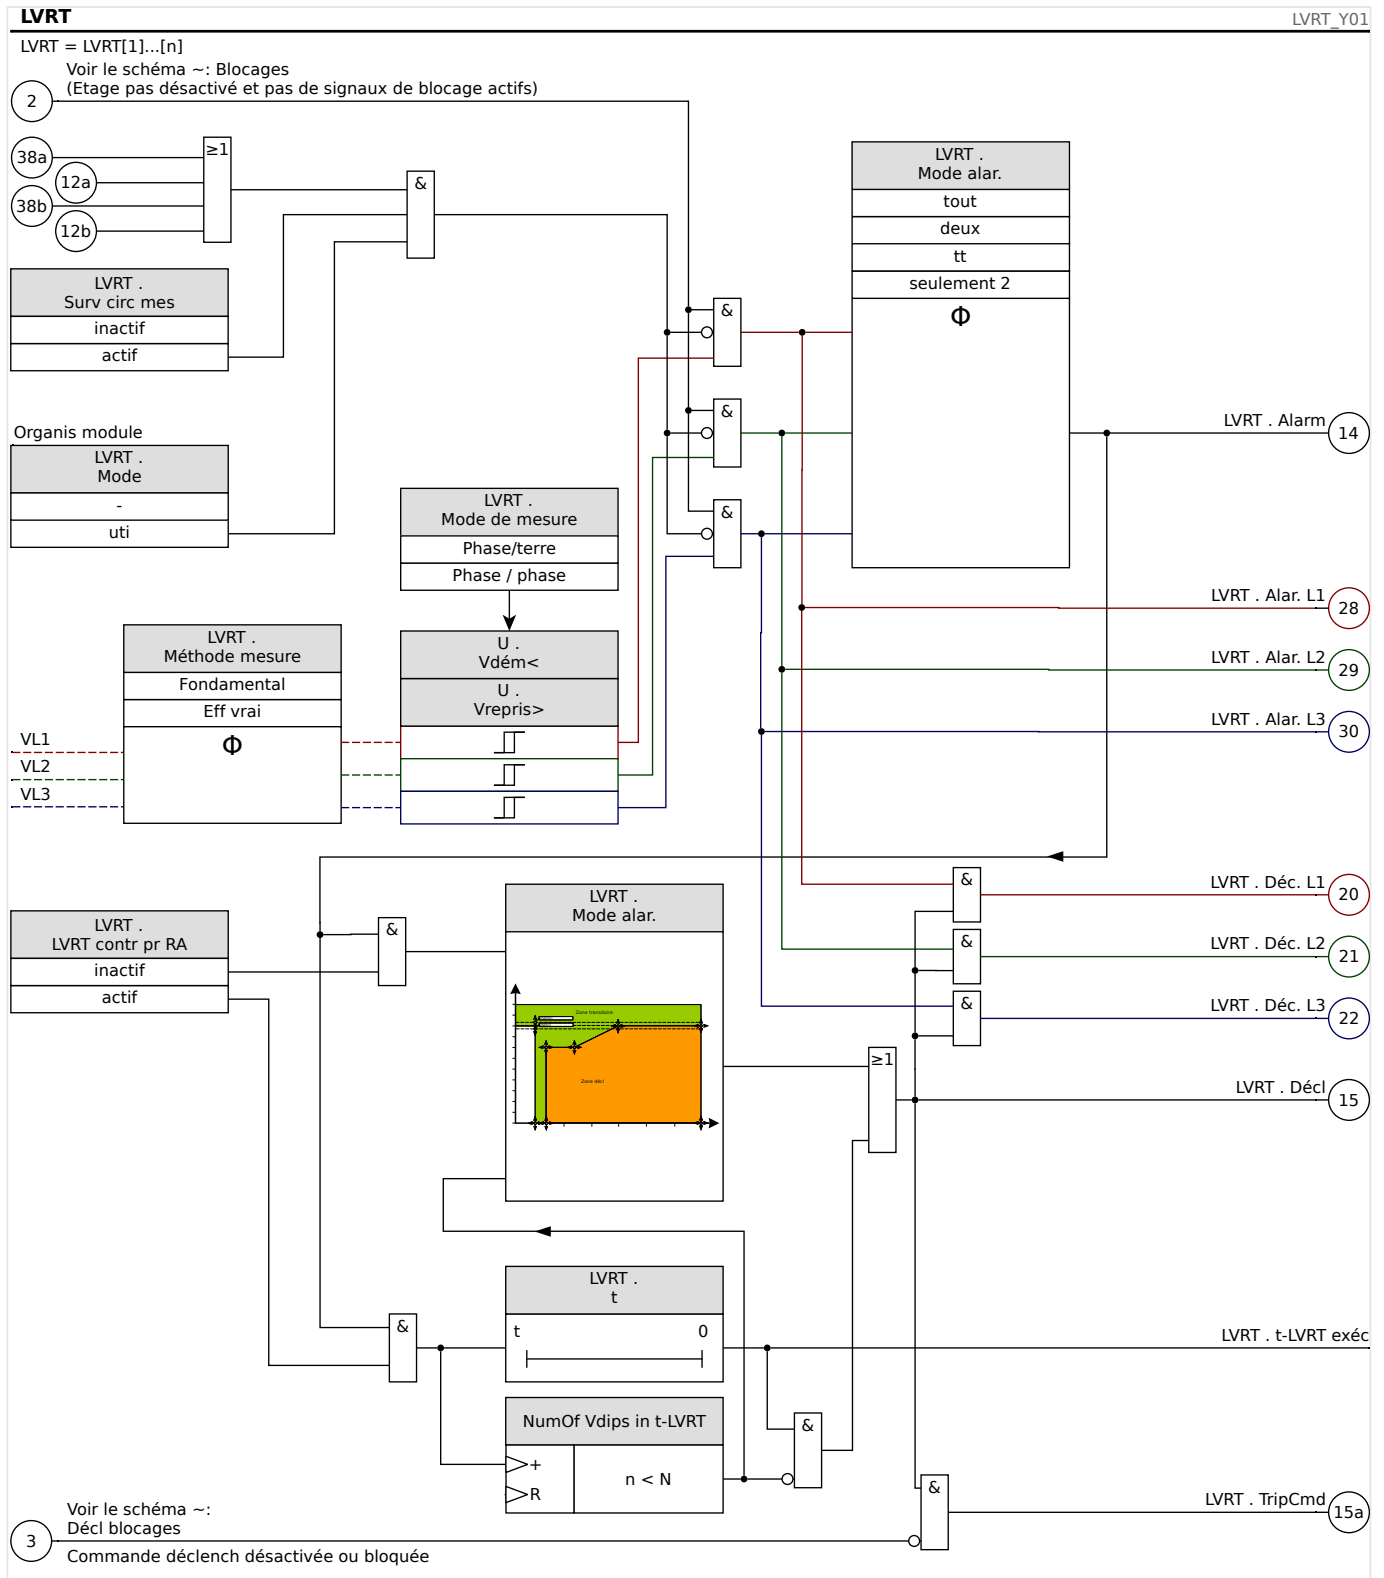 LVRT
LVRT_Y01
LVRT = LVRT[1]...[n]
Voir le schéma ~: Blocages
(Etage pas désactivé et pas de signaux de blocage actifs)
2
38a
12a
38b
12b
≥1
&
LVRT .
Surv circ mes
inactif
actif
Organis module
LVRT .
Mode
-
uti
LVRT .
Mode de mesure
Phase/terre
Phase / phase
LVRT .
Méthode mesure
Fondamental
Eff vrai
Φ
VL1
VL2
VL3
U .
Vdém<
U .
Vrepris>
&
&
&
LVRT .
Mode alar.
tout
deux
tt
seulement 2
Φ
LVRT . Alarm
14
LVRT . Alar. L1
28
LVRT . Alar. L2
29
LVRT . Alar. L3
30
LVRT .
LVRT contr pr RA
inactif
actif
&
LVRT .
Mode alar.
Zone transitoire
Zone décl
&
LVRT . Déc. L1
20
&
LVRT . Déc. L2
21
&
LVRT . Déc. L3
22
≥1
LVRT . Décl
15
&
LVRT .
t
t 0
LVRT . t-LVRT exéc
NumOf Vdips in t-LVRT
+
R
n < N
&
&
LVRT . TripCmd
15a
Voir le schéma ~:
Décl blocages
3
Commande déclench désactivée ou bloquée